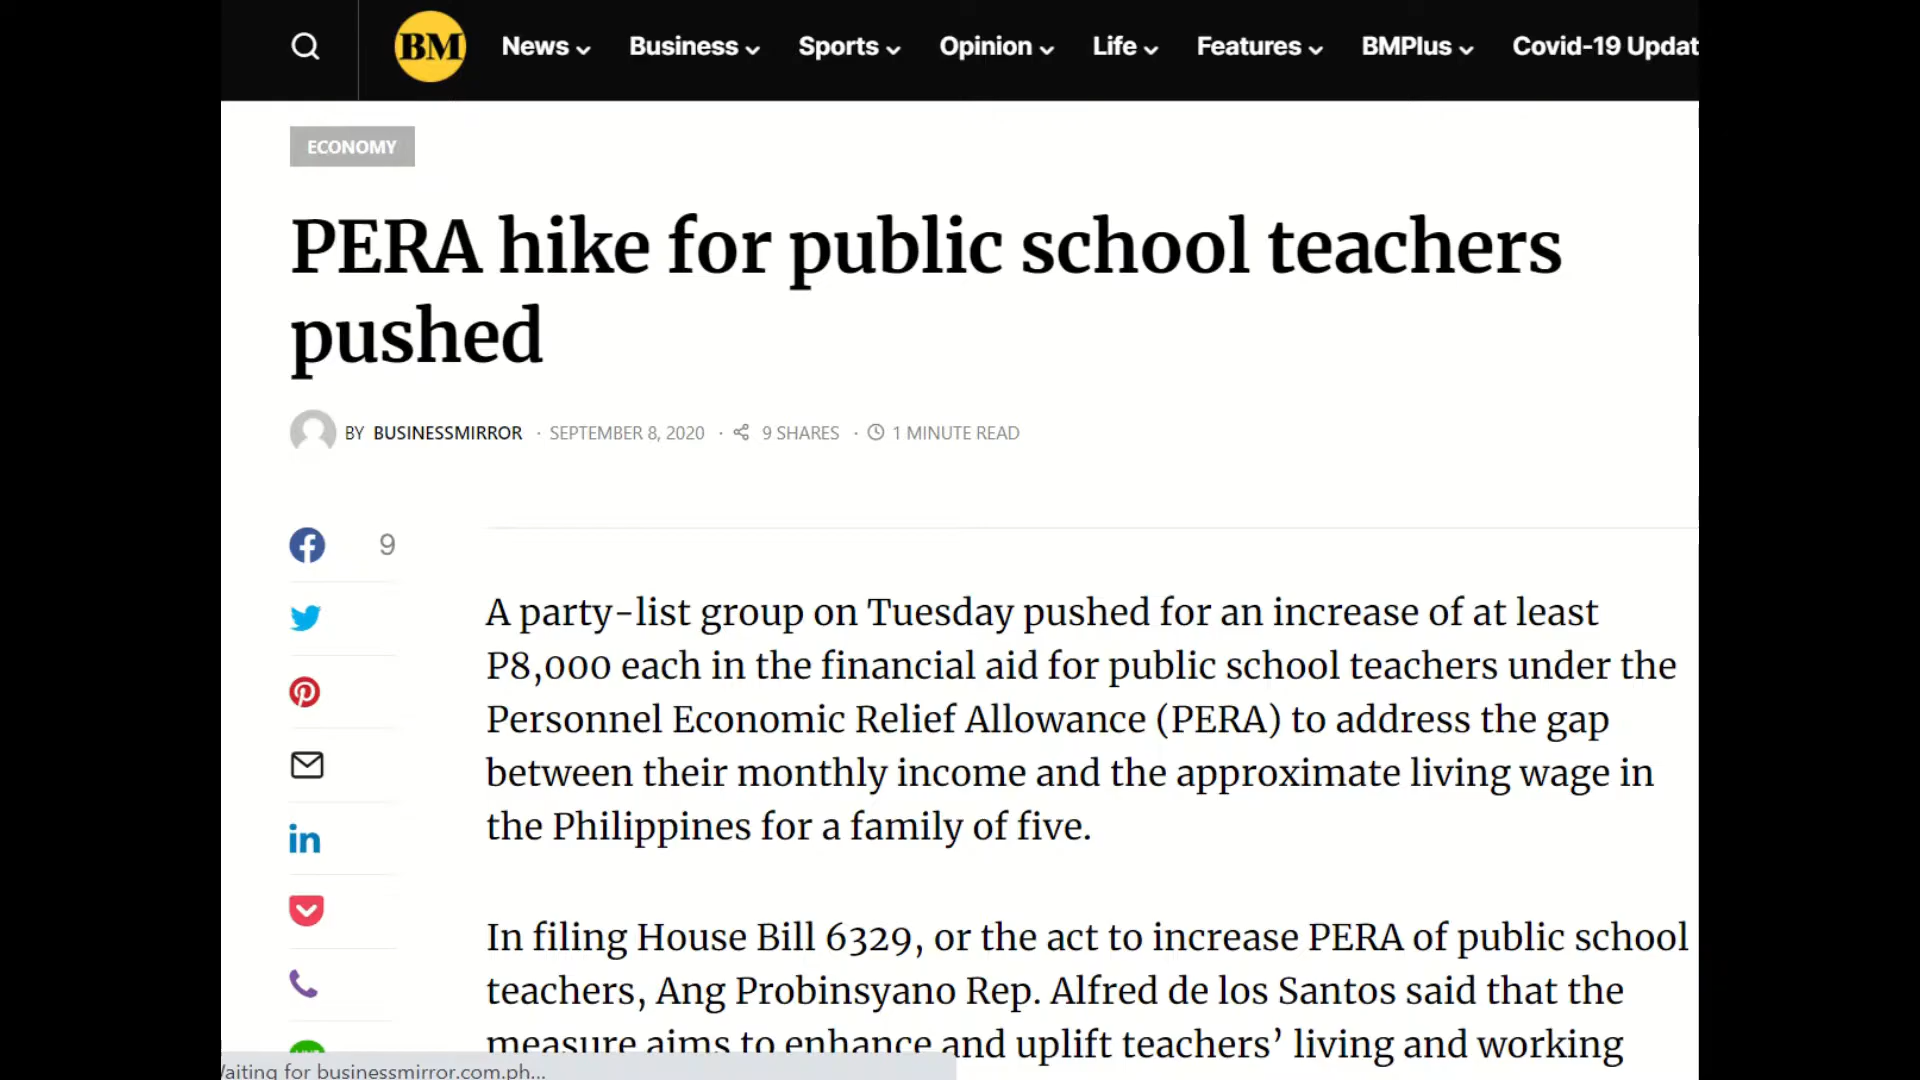 BM News Business Sports Opinion Life Features BMPlus Covid-19 Updat
ECONOMY
PERA hike for public school teachers
pushed
BY BUSINESSMIRROR · SEPTEMBER 8, 2020 · 9 SHARES · 1 MINUTE READ
9
A party-list group on Tuesday pushed for an increase of at least
P8,000 each in the financial aid for public school teachers under the
Personnel Economic Relief Allowance (PERA) to address the gap
between their monthly income and the approximate living wage in
the Philippines for a family of five.
In filing House Bill 6329, or the act to increase PERA of public school
teachers, Ang Probinsyano Rep. Alfred de los Santos said that the
measure aims to enhance and uplift teachers’ living and working
aiting for businessmirror.com.ph...